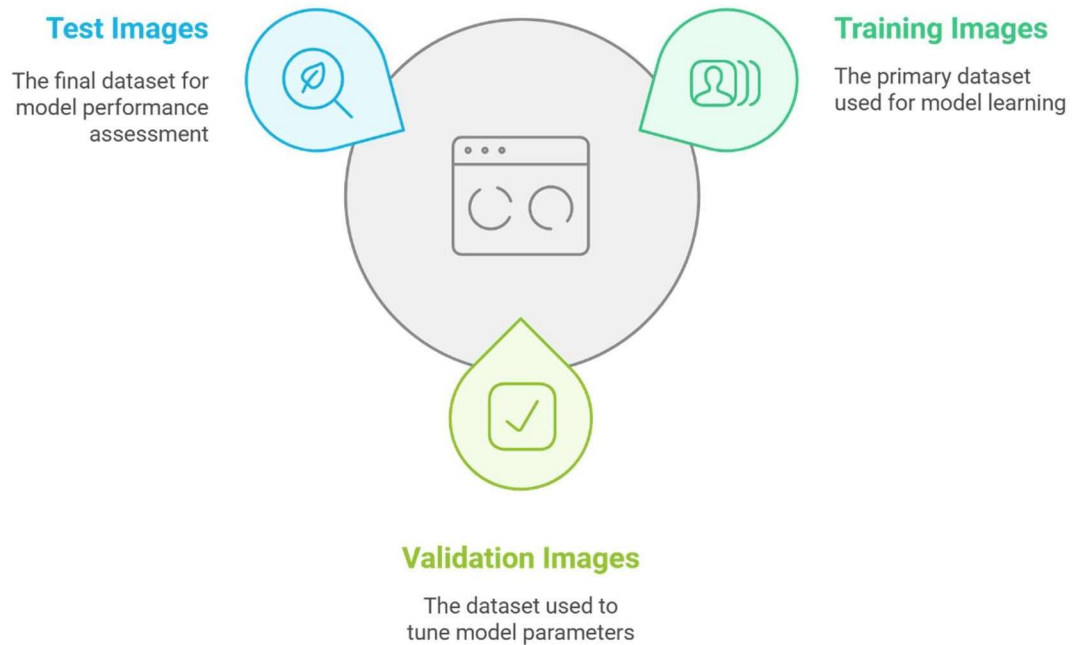 Test Images
The final dataset for
model performance
assessment
Training Images
The primary dataset
used for model learning
Validation Images
The dataset used to
tune model parameters